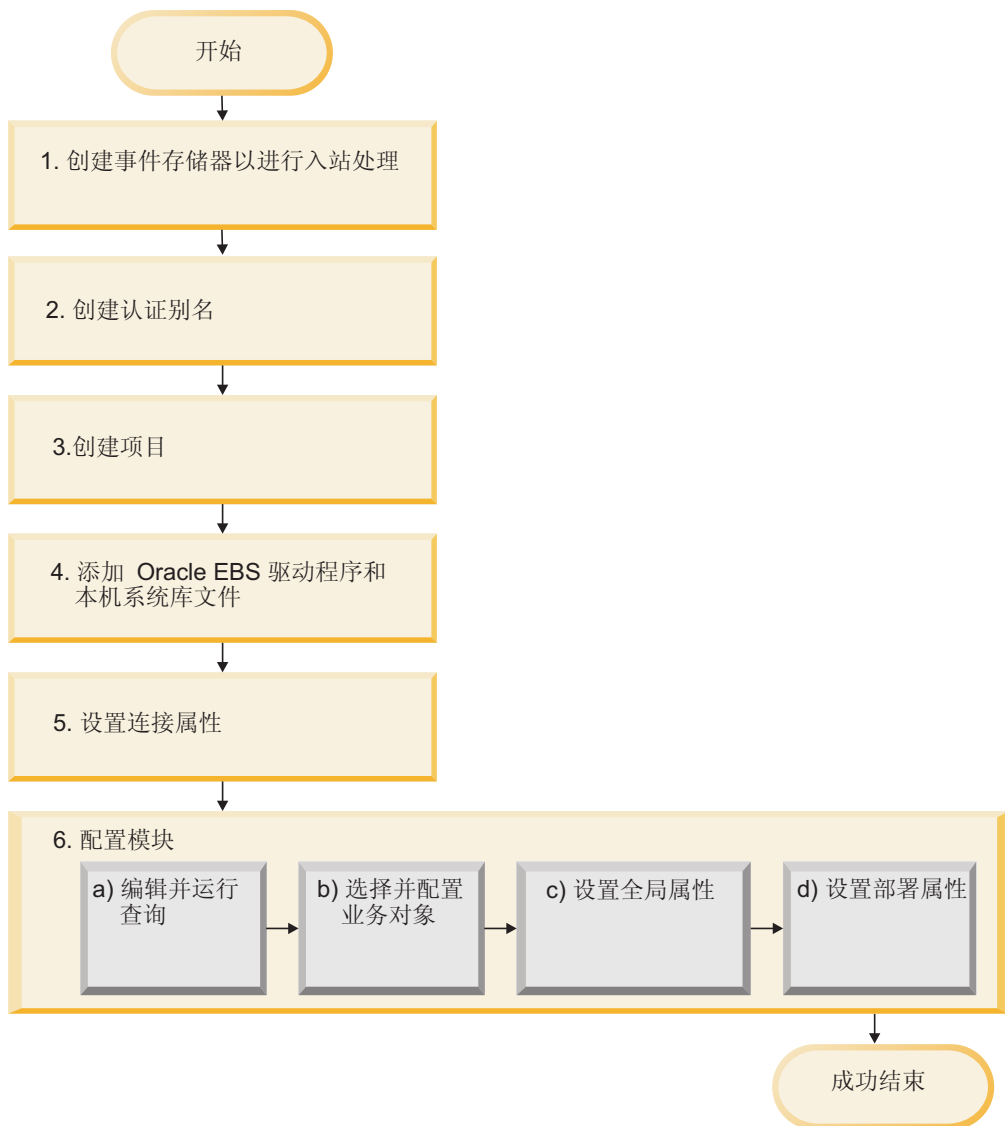 开始
1. 创建事件存储器以进行入站处理
2. 创建认证别名
3.创建项目
4. 添加 Oracle EBS 驱动程序和
本机系统库文件
5. 设置连接属性
6. 配置模块
a) 编辑并运行
查询
b) 选择并配置
业务对象
c) 设置全局属性
d) 设置部署属性
成功结束